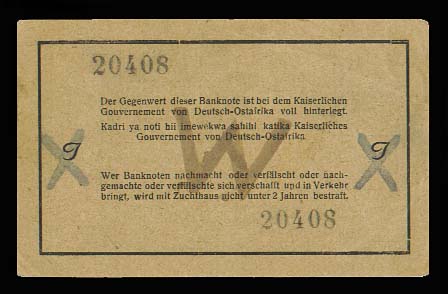 20408
Der Gegenwert dieser Banknote ist bei dem Kaiserlichen
Gouvernement von Deutsch-Ostafrika voll hinterlegt.
Kadri ya noti hii imewekwa sahihi katika Kaiserliches
Gouvernement von Deutsch-Ostafrika.
W
X X
Wer Banknoten nachmacht oder verfälscht oder nach-
gemachte oder verfälschte sich verschafft und in Verkehr
bringt, wird mit Zuchthaus nicht unter 2 Jahren bestraft.
20408